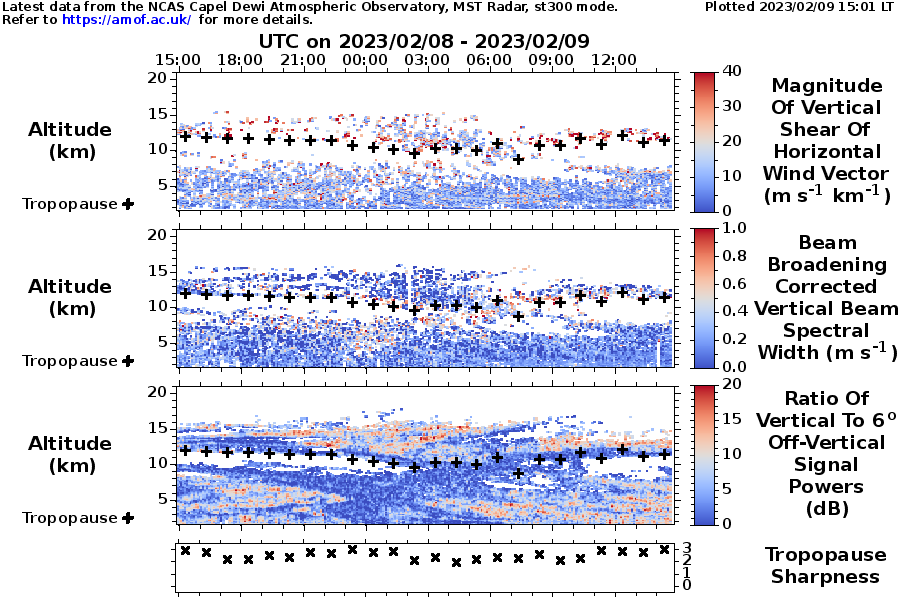 Latest data from the NCAS Capel Dewi Atmospheric Observatory, MST Radar, st300 mode.
Plotted 2023/02/09 15:01 LT
Refer to https://amof.ac.uk/ for more details.
UTC on 2023/02/08 - 2023/02/09
15:00 18:00 21:00 00:00 03:00 06:00 09:00 12:00
20
15
10
5
Altitude
(km)
Tropopause
40
30
20
10
0
Magnitude
Of Vertical
Shear Of
Horizontal
Wind Vector
(m s-1 km-1)
20
15
10
5
Altitude
(km)
Tropopause
1.0
0.8
0.6
0.4
0.2
0.0
Beam
Broadening
Corrected
Vertical Beam
Spectral
Width (m s-1)
20
15
10
5
Altitude
(km)
Tropopause
20
15
10
5
0
Ratio Of
Vertical To 6o
Off-Vertical
Signal
Powers
(dB)
3
2
1
0
Tropopause
Sharpness